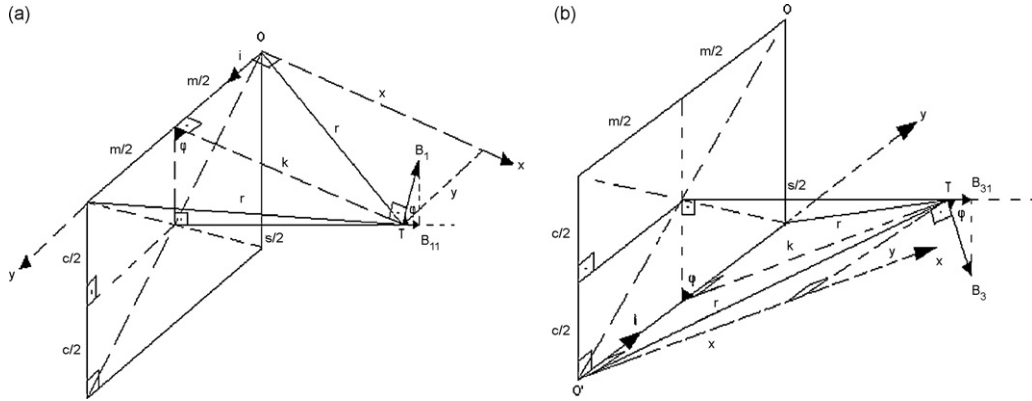 (a)
O
i
m/2
x
m/2
r
B₁
x
φ
k
y
φ
r
T
B₁₁
s/2
y
c/2
c/2
(b)
O
m/2
y
m/2
s/2
T
B₃₁
r
φ
c/2
k
y
x
φ
B₃
r
i
c/2
x
O'